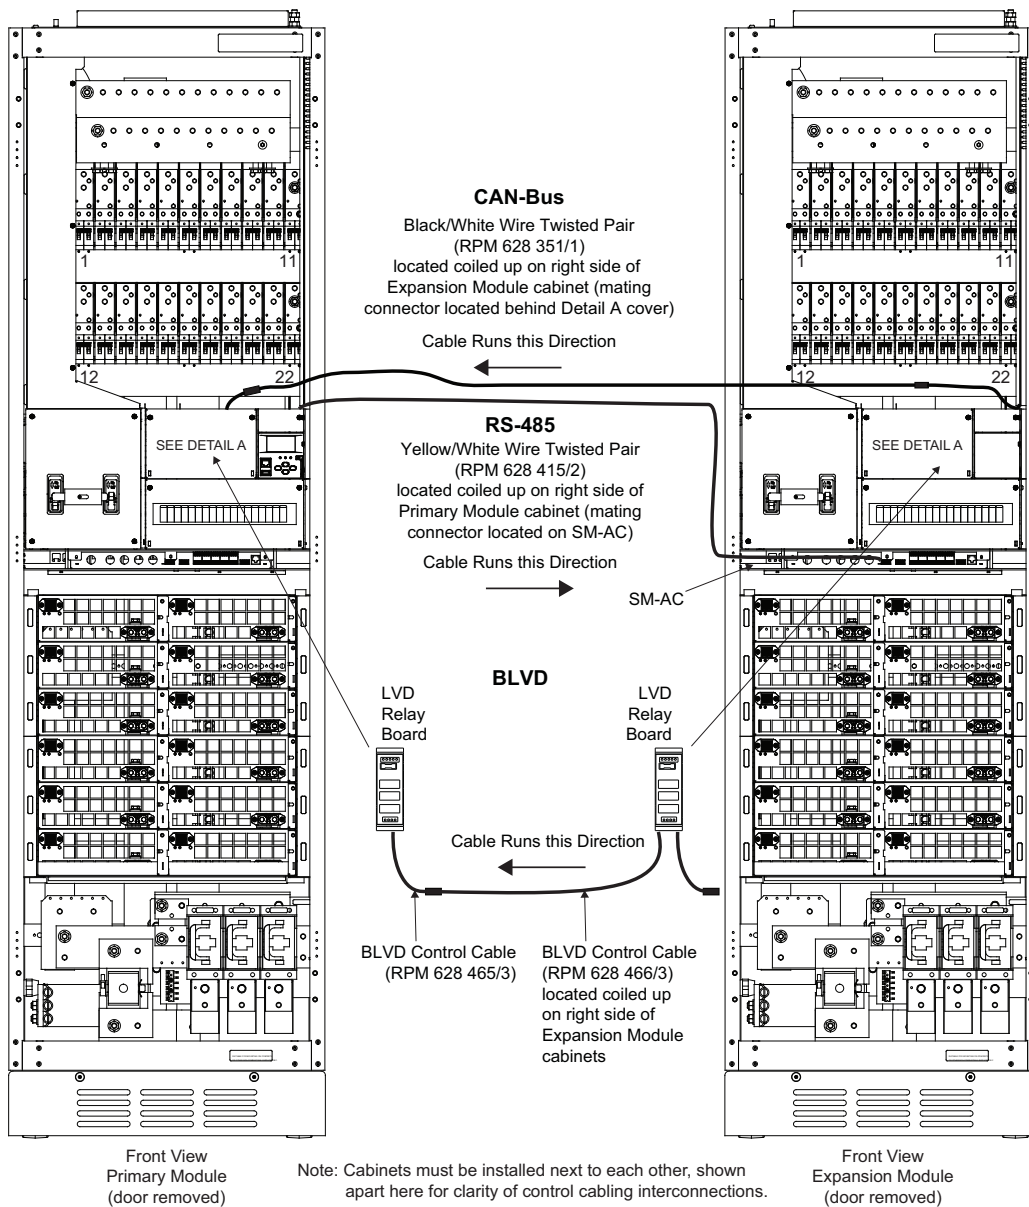 CAN-Bus
Black/White Wire Twisted Pair
(RPM 628 351/1)
located coiled up on right side of
Expansion Module cabinet (mating
connector located behind Detail A cover)
Cable Runs this Direction
1
11
12
22
1
11
12
22
SEE DETAIL A
SEE DETAIL A
RS-485
Yellow/White Wire Twisted Pair
(RPM 628 415/2)
located coiled up on right side of
Primary Module cabinet (mating
connector located on SM-AC)
Cable Runs this Direction
SM-AC
BLVD
LVD
Relay
Board
LVD
Relay
Board
Cable Runs this Direction
BLVD Control Cable
(RPM 628 465/3)
BLVD Control Cable
(RPM 628 466/3)
located coiled up
on right side of
Expansion Module
cabinets
Front View
Primary Module
(door removed)
Note: Cabinets must be installed next to each other, shown
apart here for clarity of control cabling interconnections.
Front View
Expansion Module
(door removed)